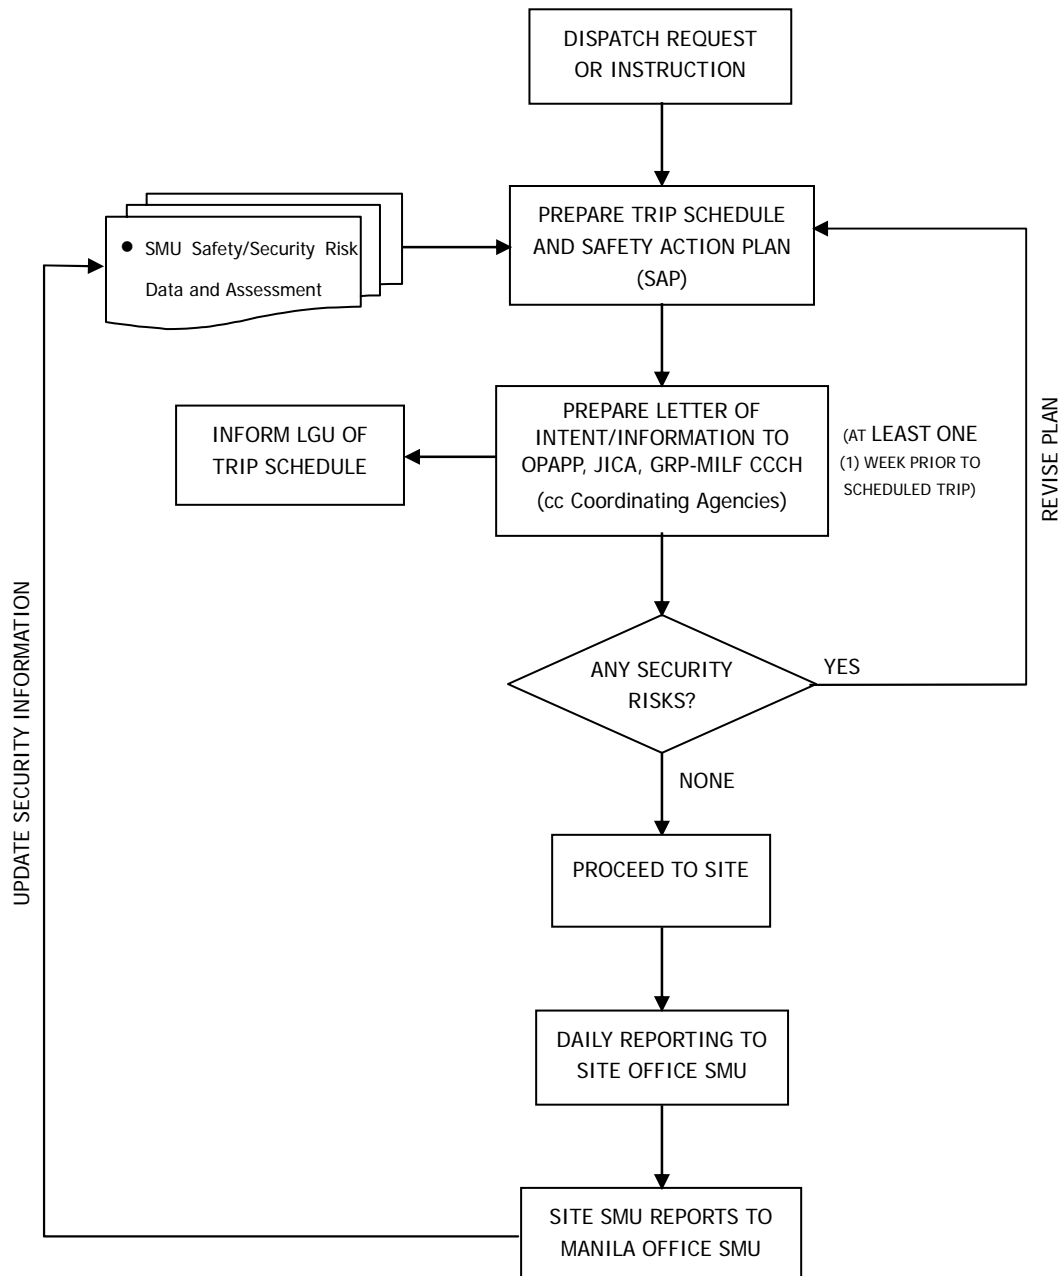 DISPATCH REQUEST
OR INSTRUCTION
PREPARE TRIP SCHEDULE
AND SAFETY ACTION PLAN
(SAP)
● SMU Safety/Security Risk
Data and Assessment
PREPARE LETTER OF
INTENT/INFORMATION TO
OPAPP, JICA, GRP-MILF CCCH
(cc Coordinating Agencies)
INFORM LGU OF
TRIP SCHEDULE
(AT LEAST ONE
(1) WEEK PRIOR TO
SCHEDULED TRIP)
REVISE PLAN
ANY SECURITY
RISKS?
YES
NONE
PROCEED TO SITE
DAILY REPORTING TO
SITE OFFICE SMU
SITE SMU REPORTS TO
MANILA OFFICE SMU
UPDATE SECURITY INFORMATION